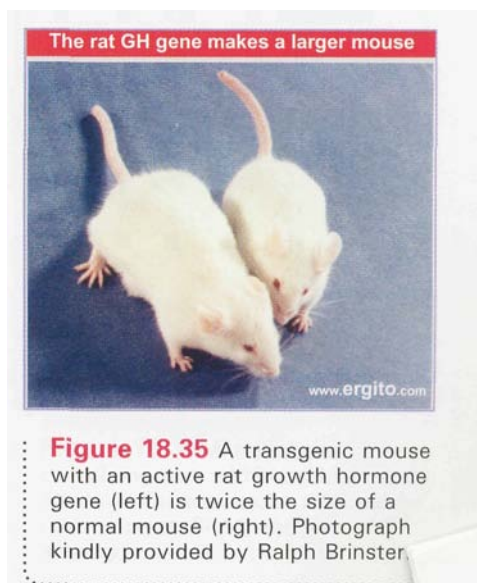 The rat GH gene makes a larger mouse
www.ergito.com
Figure 18.35 A transgenic mouse
with an active rat growth hormone
gene (left) is twice the size of a
normal mouse (right). Photograph
kindly provided by Ralph Brinster.